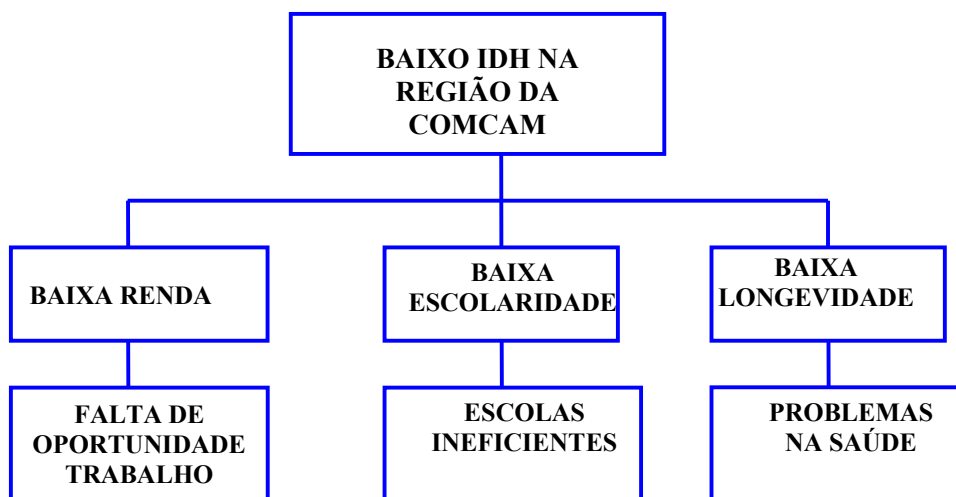 BAIXO IDH NA
REGIÃO DA
COMCAM
BAIXA RENDA
BAIXA
ESCOLARIDADE
BAIXA
LONGEVIDADE
FALTA DE
OPORTUNIDADE
TRABALHO
ESCOLAS
INEFICIENTES
PROBLEMAS
NA SAÚDE